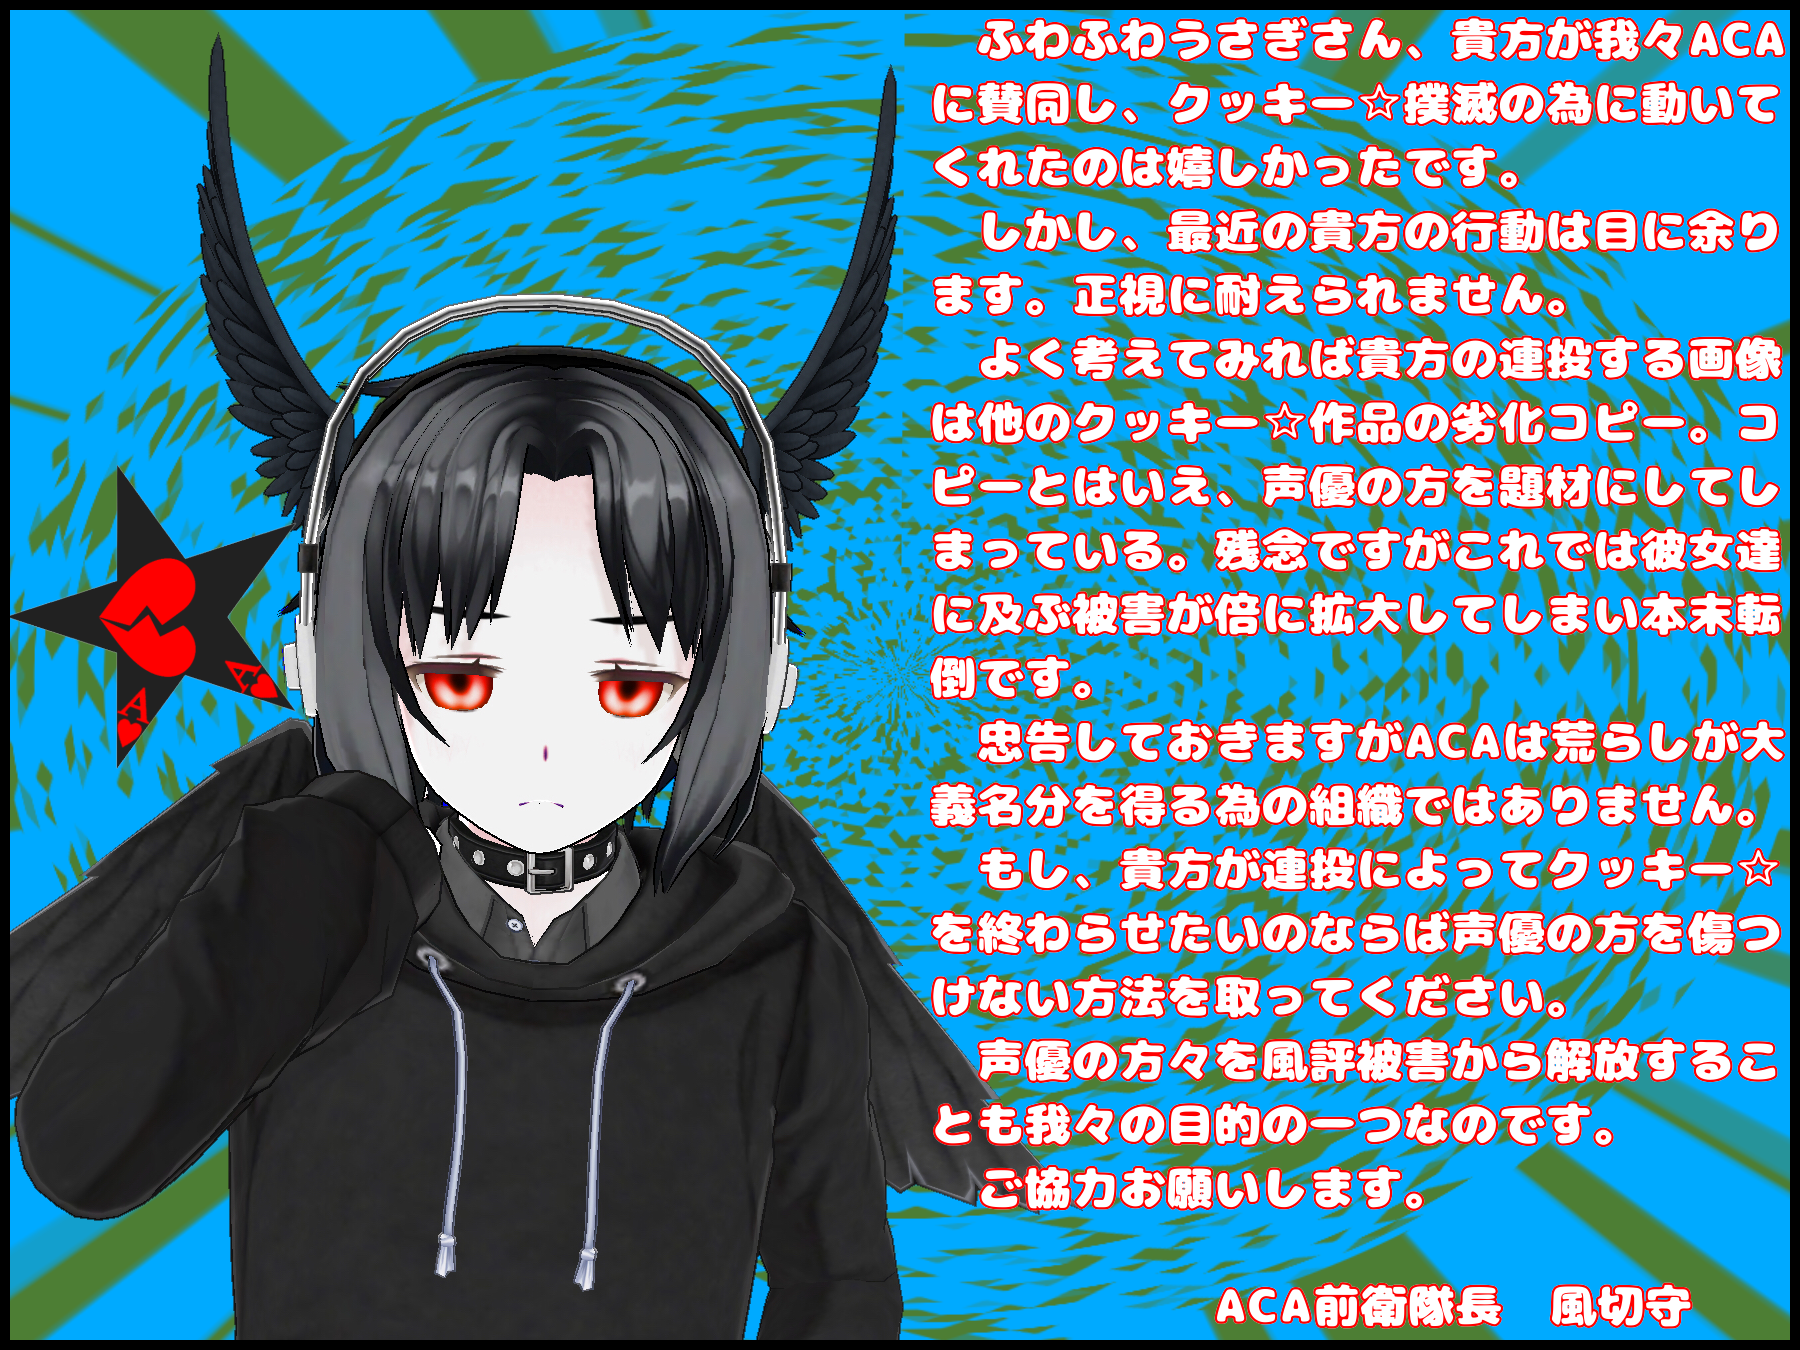 ふわふわうさぎさん、貴方が我々ACA
に賛同し、クッキー☆撲滅の為に動いて
くれたのは嬉しかったです。
しかし、最近の貴方の行動は目に余り
ます。正視に耐えられません。
よく考えてみれば貴方の連投する画像
は他のクッキー☆作品の劣化コピー。コ
ピーとはいえ、声優の方を題材にしてし
まっている。残念ですがこれでは彼女達
に及ぶ被害が倍に拡大してしまい本末転
倒です。
忠告しておきますがACAは荒らしが大
義名分を得る為の組織ではありません。
もし、貴方が連投によってクッキー☆
を終わらせたいのならば声優の方を傷つ
けない方法を取ってください。
声優の方々を風評被害から解放するこ
とも我々の目的の一つなのです。
ご協力お願いします。
ACA前衛隊長　風切守
A
A